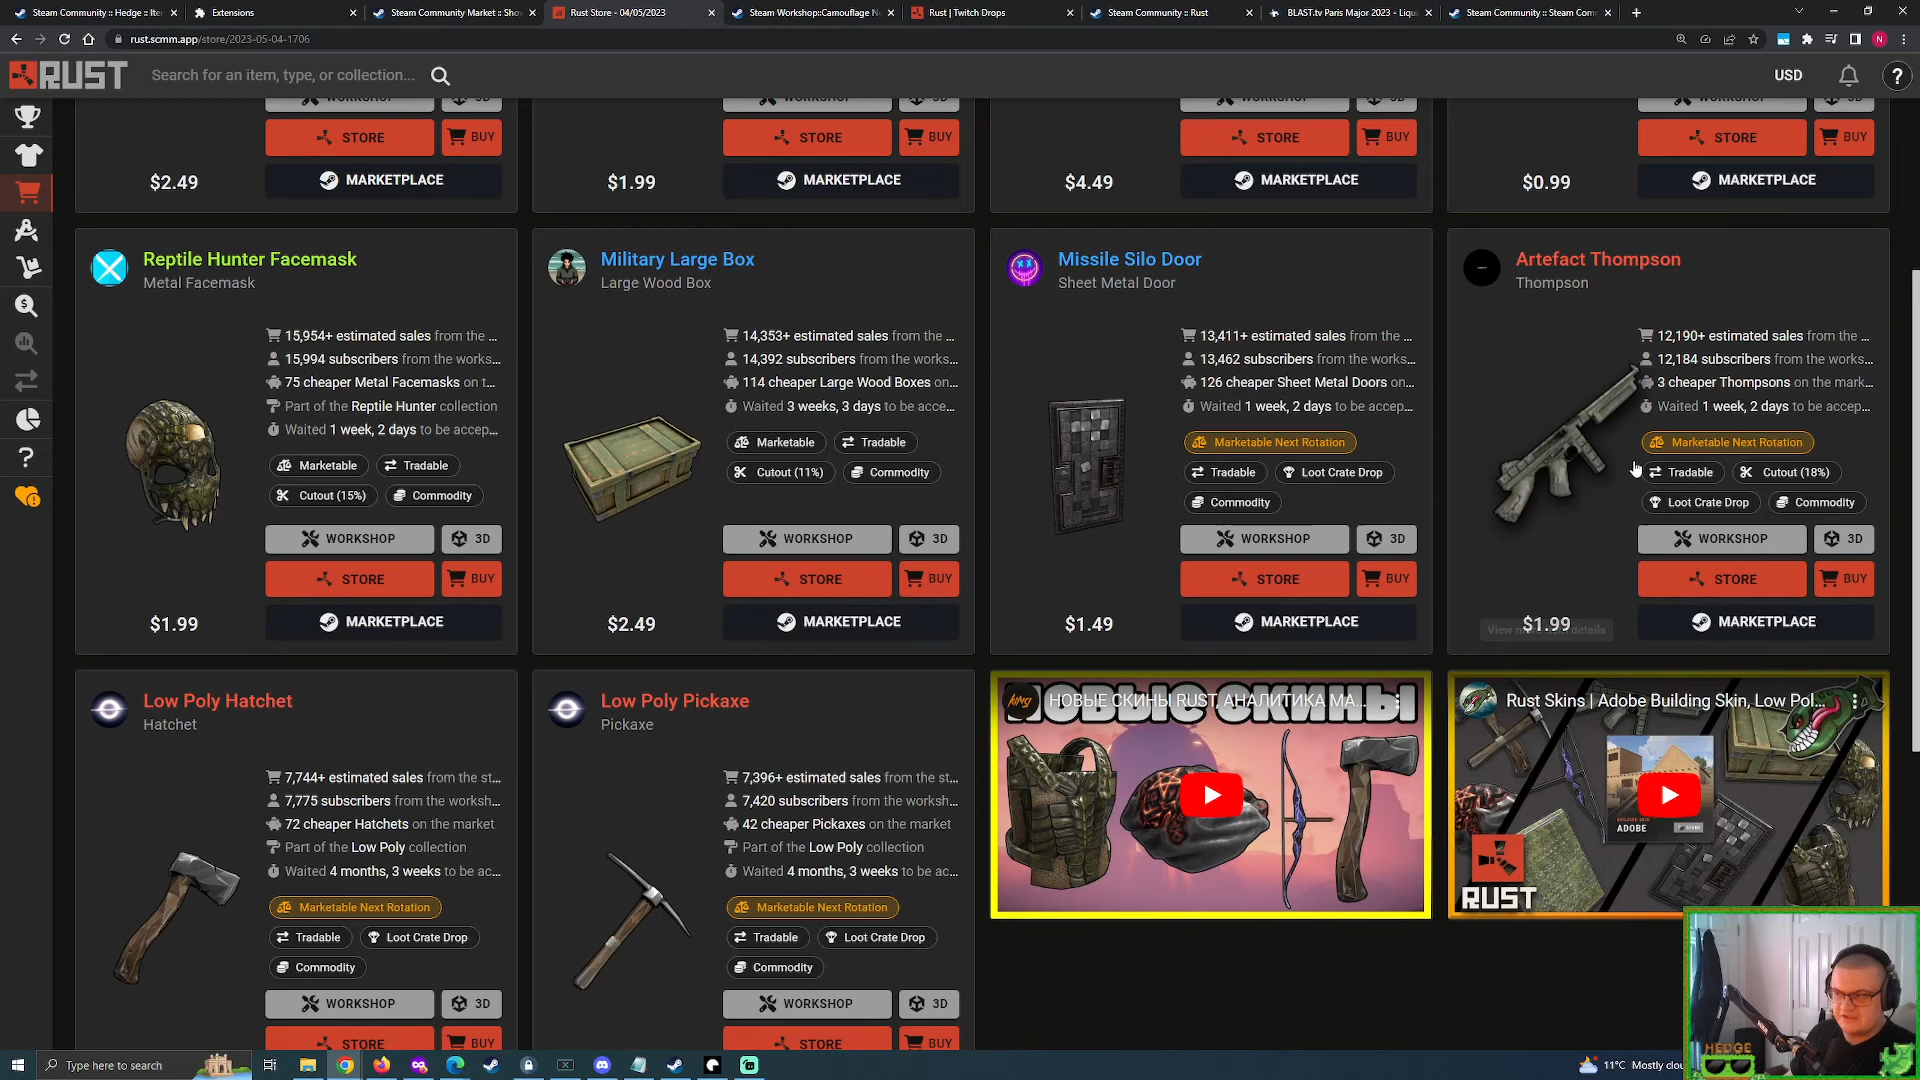 Steam Community :: Hedge :: Iter
Extensions
Steam Community Market :: Show
Rust Store - 04/05/2023
Steam Workshop::Camouflage N
Rust | Twitch Drops
Steam Community :: Rust
BLAST.tv Paris Major 2023 - Liqu
Steam Community :: Steam Com
rust.scmm.app/store/2023-05-04-1706
RUST
Search for an item, type, or collection...
USD
WORKSHOP 3D
WORKSHOP 3D
WORKSHOP 3D
WORKSHOP 3D
STORE BUY
STORE BUY
STORE BUY
STORE BUY
$2.49 MARKETPLACE
$1.99 MARKETPLACE
$4.49 MARKETPLACE
$0.99 MARKETPLACE
Reptile Hunter Facemask
Metal Facemask
15,954+ estimated sales from the ...
15,994 subscribers from the works...
75 cheaper Metal Facemasks on t...
Part of the Reptile Hunter collection
Waited 1 week, 2 days to be accep...
Marketable Tradable
Cutout (15%) Commodity
WORKSHOP 3D
STORE BUY
$1.99 MARKETPLACE
Military Large Box
Large Wood Box
14,353+ estimated sales from the ...
14,392 subscribers from the works...
114 cheaper Large Wood Boxes on...
Waited 3 weeks, 3 days to be acce...
Marketable Tradable
Cutout (11%) Commodity
WORKSHOP 3D
STORE BUY
$2.49 MARKETPLACE
Missile Silo Door
Sheet Metal Door
13,411+ estimated sales from the ...
13,462 subscribers from the works...
126 cheaper Sheet Metal Doors on...
Waited 1 week, 2 days to be accep...
Marketable Next Rotation
Tradable Loot Crate Drop
Commodity
WORKSHOP 3D
STORE BUY
$1.49 MARKETPLACE
Artefact Thompson
Thompson
12,190+ estimated sales from the ...
12,184 subscribers from the works...
3 cheaper Thompsons on the mark...
Waited 1 week, 2 days to be accep...
Marketable Next Rotation
Tradable Cutout (18%)
Loot Crate Drop Commodity
WORKSHOP 3D
STORE BUY
$1.99 MARKETPLACE
Low Poly Hatchet
Hatchet
7,744+ estimated sales from the st...
7,775 subscribers from the worksh...
72 cheaper Hatchets on the market
Part of the Low Poly collection
Waited 4 months, 3 weeks to be ac...
Marketable Next Rotation
Tradable Loot Crate Drop
Commodity
WORKSHOP 3D
STORE BUY
Low Poly Pickaxe
Pickaxe
7,396+ estimated sales from the st...
7,420 subscribers from the worksh...
42 cheaper Pickaxes on the market
Part of the Low Poly collection
Waited 4 months, 3 weeks to be ac...
Marketable Next Rotation
Tradable Loot Crate Drop
Commodity
WORKSHOP 3D
STORE BUY
НОВЫЕ СКИНЫ
king НОВЫЕ СКИНЫ RUST, АНАЛИТИКА МА...
Rust Skins | Adobe Building Skin, Low Pol...
ADOBE
RUST
HEDGE
Type here to search
11°C Mostly clou